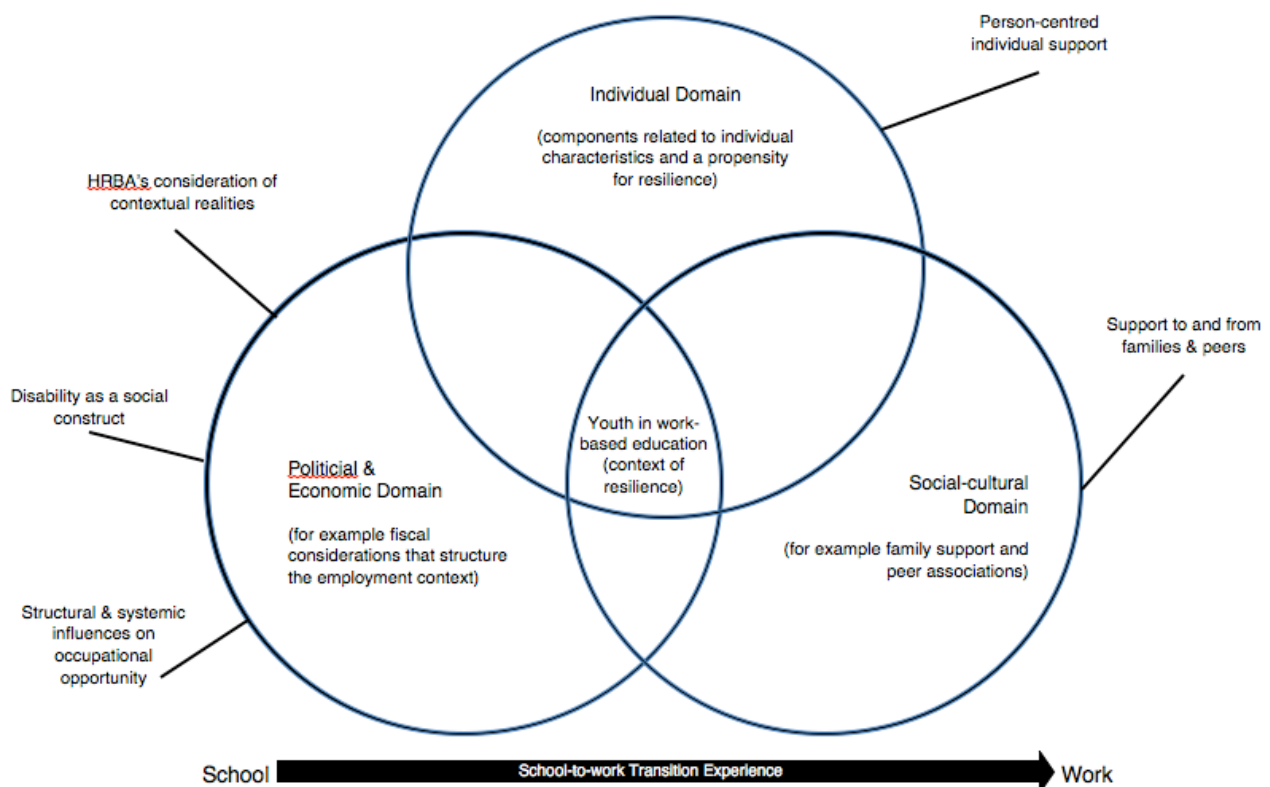 Person-centred
individual support
Individual Domain
(components related to individual
characteristics and a propensity
for resilience)
HRBA's consideration of
contextual realities
Support to and from
families & peers
Disability as a social
construct
Youth in work-
based education
(context of
resilience)
Politicial &
Economic Domain
(for example fiscal
considerations that structure
the employment context)
Social-cultural
Domain
(for example family support and
peer associations)
Structural & systemic
influences on
occupational
opportunity
School
School-to-work Transition Experience
Work